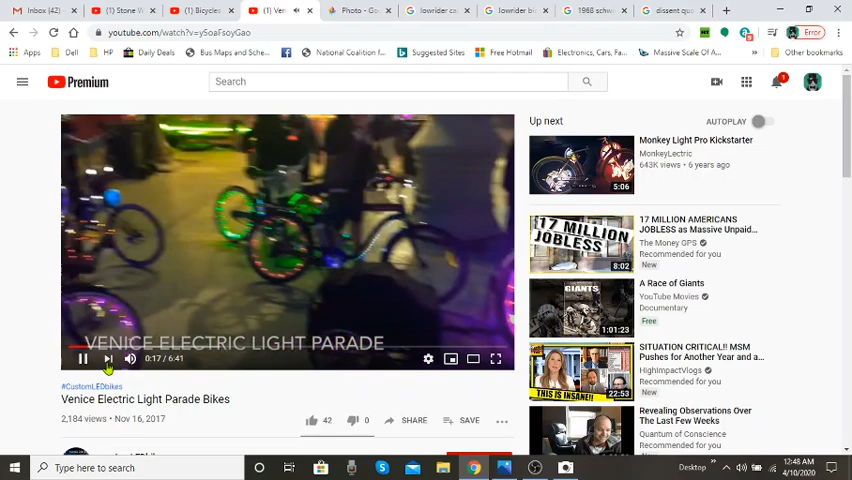 Inbox (42)
(1) Stone W
(1) Bicycles
(1) Ven
Photo - Go
lowrider ca
Lowrider bi
1968 schwi
dissent quo
youtube.com/watch?v=ySoaFsoyGao
Error
Apps
Daily Deals
Bus Maps and Sche
National Coalition f
Suggested Sites
Free Hotmail
Electronics, Cars, F
Massive Scale of M
Other bookmarks
Premium
Search
1
Up next
AUTOPLAY
Monkey Light Pro Kickstarter
MonkeyLectric
643K views • 6 years ago
5:06
17 MILLION JOBLESS
17 MILLION AMERICANS
JOBLESS as Massive Unpaid...
The Money GPS
Recommended for you
New
8:02
GIANTS
A Race of Giants
YouTube Movies
Documentary
Free
1:01:23
THIS IS INSANE!!
SITUATION CRITICAL!! MSM
Pushes for Another Year and a...
HighImpactVlogs
Recommended for you
New
22:53
Revealing Observations Over
The Last Few Weeks
Quantum of Conscience
Recommended for you
VENICE ELECTRIC LIGHT PARADE
0:17 / 6:41
#CustomLEDbikes
Venice Electric Light Parade Bikes
2,184 views • Nov 16, 2017
42
0
SHARE
SAVE
Type here to search
Desktop
12:48 AM
4/10/2020